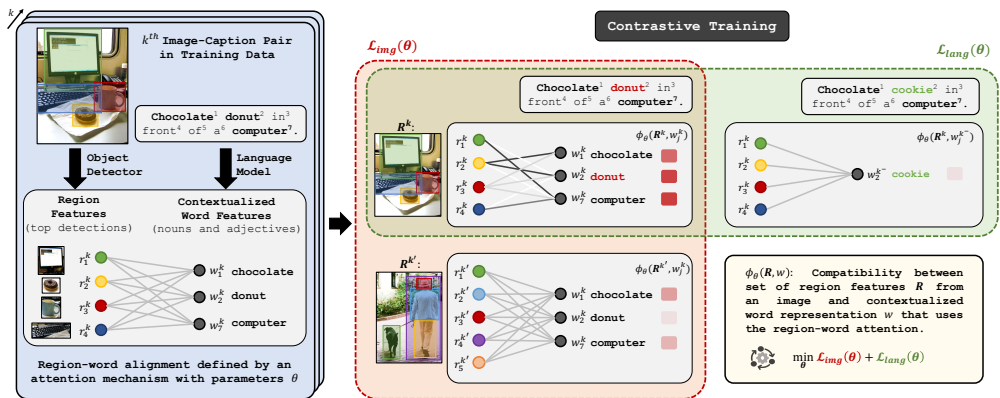 k
kᵗʰ Image-Caption Pair
in Training Data
Chocolate¹ donut² in³
front⁴ of⁵ a⁶ computer⁷.
Object
Detector
Language
Model
Region
Features
(top detections)
Contextualized
Word Features
(nouns and adjectives)
r₁ᵏ
r₂ᵏ
r₃ᵏ
r₄ᵏ
w₁ᵏ chocolate
w₂ᵏ donut
w₇ᵏ computer
Region-word alignment defined by an
attention mechanism with parameters θ
Contrastive Training
ℒimg(θ)
ℒlang(θ)
Chocolate¹ donut² in³
front⁴ of⁵ a⁶ computer⁷.
Rᵏ:
r₁ᵏ
r₂ᵏ
r₃ᵏ
r₄ᵏ
ϕθ(Rᵏ, wⱼᵏ)
w₁ᵏ chocolate
w₂ᵏ donut
w₇ᵏ computer
Chocolate¹ cookie² in³
front⁴ of⁵ a⁶ computer⁷.
r₁ᵏ
r₂ᵏ
r₃ᵏ
r₄ᵏ
ϕθ(Rᵏ, wⱼᵏ⁻)
w₂ᵏ⁻ cookie
Rᵏ′:
r₁ᵏ′
r₂ᵏ′
r₃ᵏ′
r₄ᵏ′
r₅ᵏ′
ϕθ(Rᵏ′, wⱼᵏ)
w₁ᵏ chocolate
w₂ᵏ donut
w₇ᵏ computer
ϕθ(R, w): Compatibility between
set of region features R from
an image and contextualized
word representation w that uses
the region-word attention.
min ℒimg(θ) + ℒlang(θ)
θ